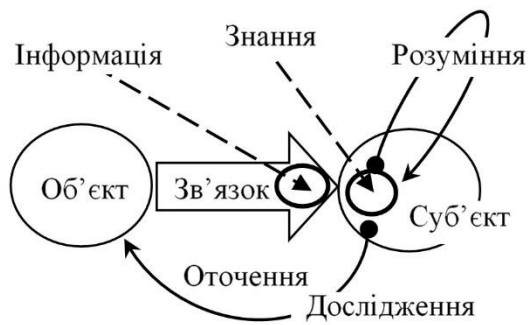 Знання
Інформація
Розуміння
Об’єкт
Зв’язок
Суб’єкт
Оточення
Дослідження